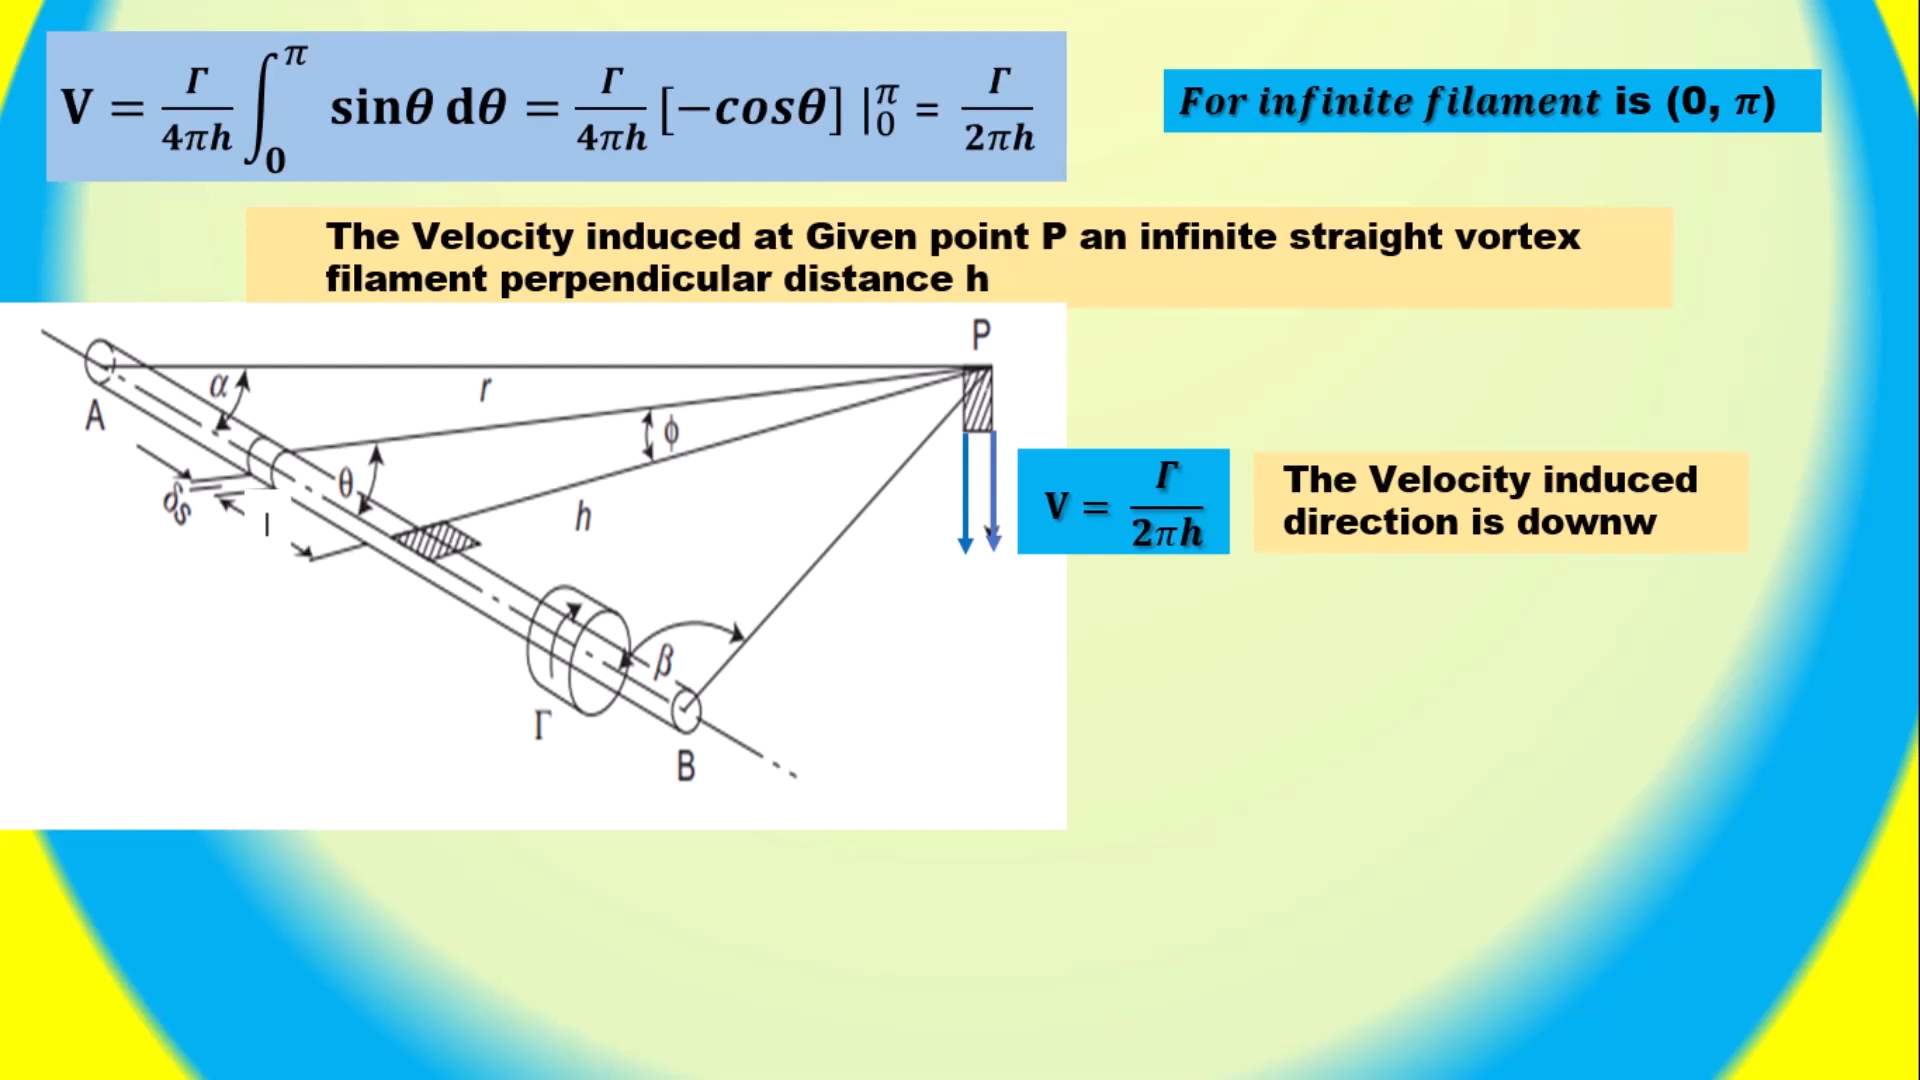 V = Γ/4πh ∫₀^π sinθ dθ = Γ/4πh [−cosθ] |₀^π = Γ/2πh
For infinite filament is (0, π)
The Velocity induced at Given point P an infinite straight vortex
filament perpendicular distance h
P
α
r
A
ϕ
θ
δs
l
h
V = Γ/2πh
The Velocity induced
direction is downw
β
Γ
B